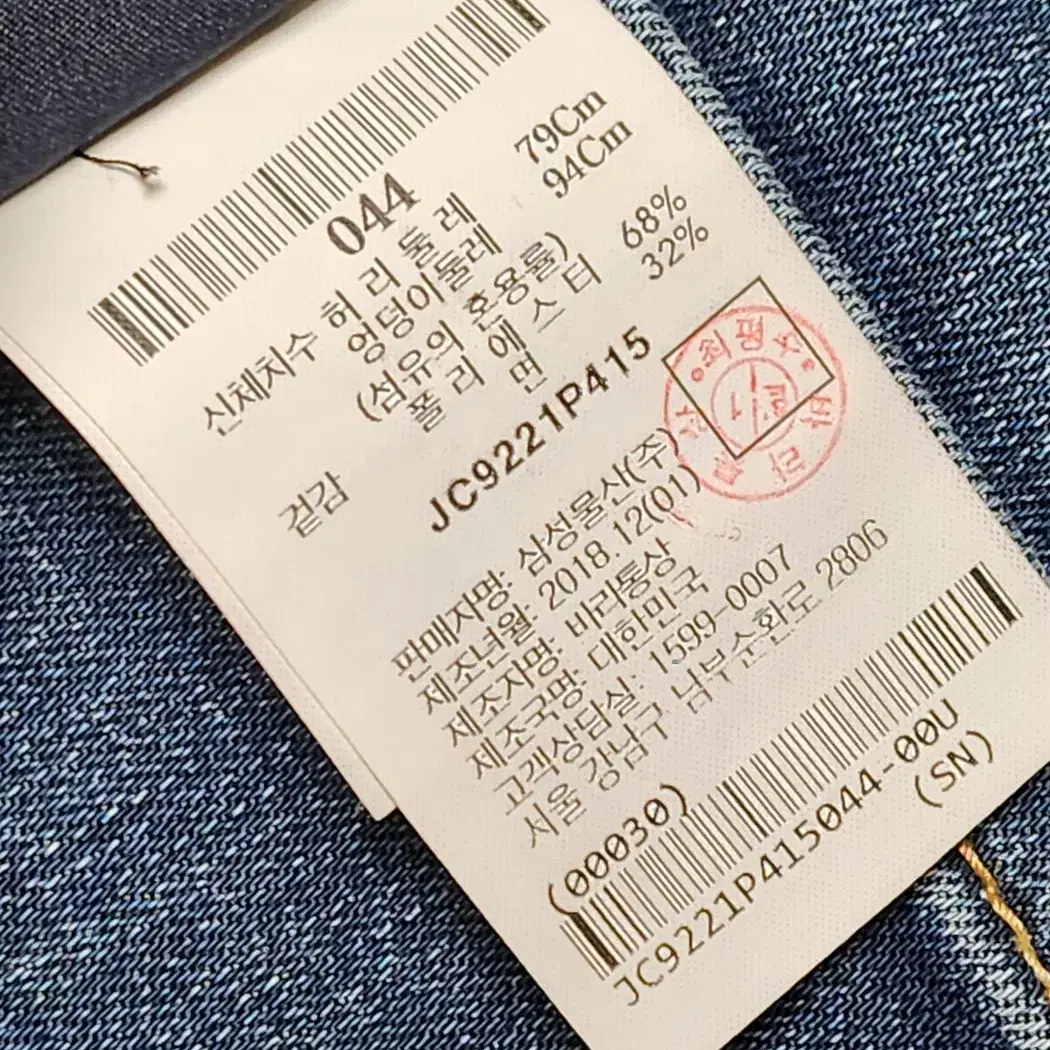 044
신체치수 허 리 둘 레 79Cm
엉덩이둘레 94Cm
(섬유의 혼용률)
겉감 폴 리 에 스 터 68%
면 32%
JC9221P415
판매자명: 삼성물산(주)
제조년월: 2018.12(01)
제조자명: 바리통상
제조국명: 대한민국
고객상담실: 1599-0007
서울 강남구 남부순환로 2806
(00030)
JC9221P415044-00U
(SN)